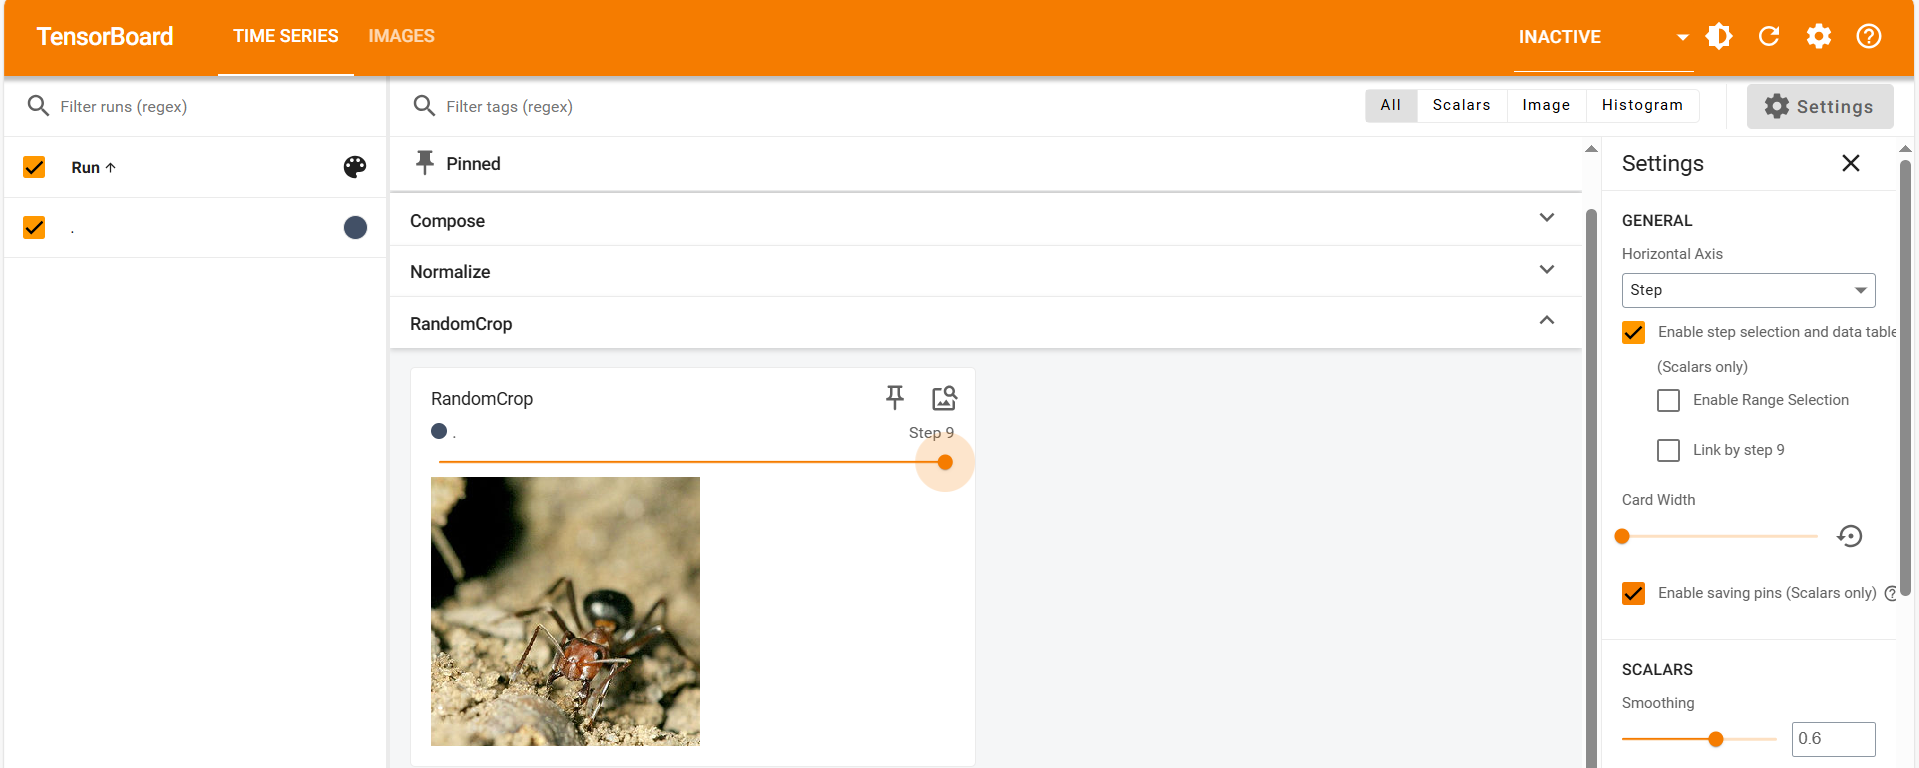 TensorBoard
TIME SERIES
IMAGES
INACTIVE
Filter runs (regex)
Filter tags (regex)
All
Scalars
Image
Histogram
Settings
Run
.
Pinned
Compose
Normalize
RandomCrop
RandomCrop
.
Step 9
Settings
GENERAL
Horizontal Axis
Step
Enable step selection and data table
(Scalars only)
Enable Range Selection
Link by step 9
Card Width
Enable saving pins (Scalars only)
SCALARS
Smoothing
0.6